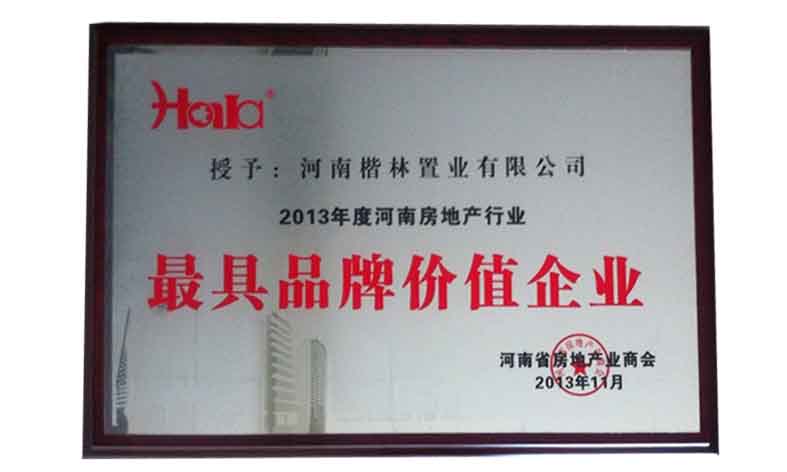 授予：河南楷林置业有限公司
2013年度河南房地产行业
最具品牌价值企业
河南省房地产业商会
2013年11月